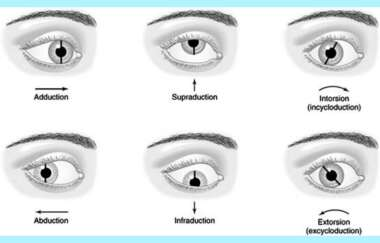 Adduction
Supraduction
Intorsion
(incycloduction)
Abduction
Infraduction
Extorsion
(excycloduction)